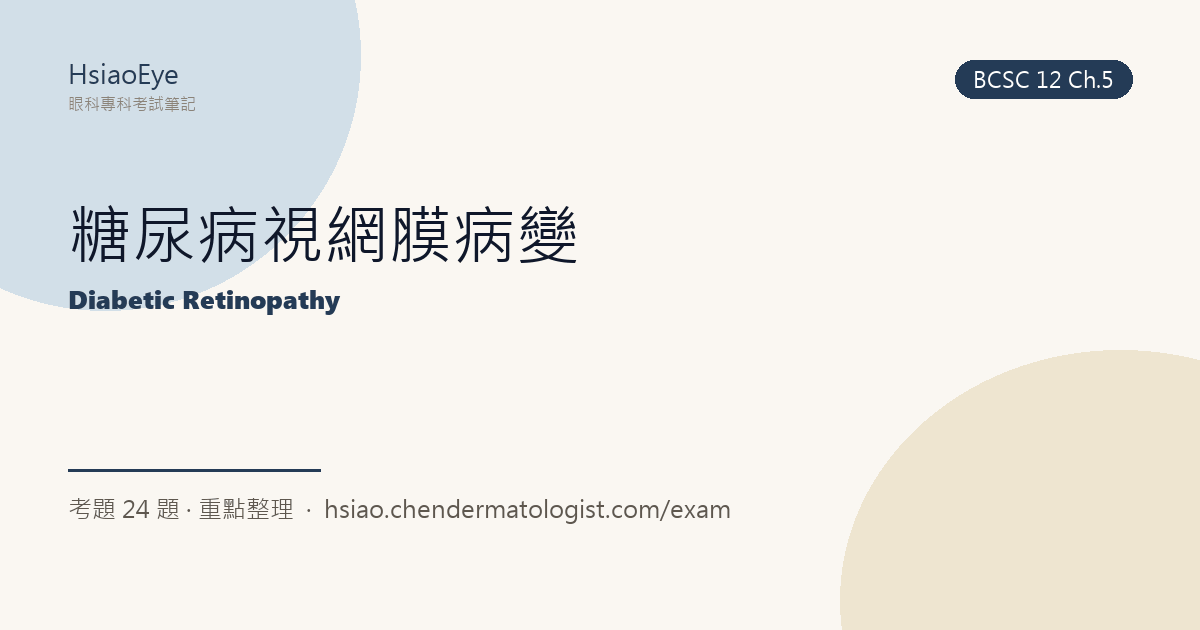 HsiaoEye
眼科專科考試筆記
BCSC 12 Ch.5
糖尿病視網膜病變
Diabetic Retinopathy
考題 24 題 · 重點整理 · hsiao.chendermatologist.com/exam